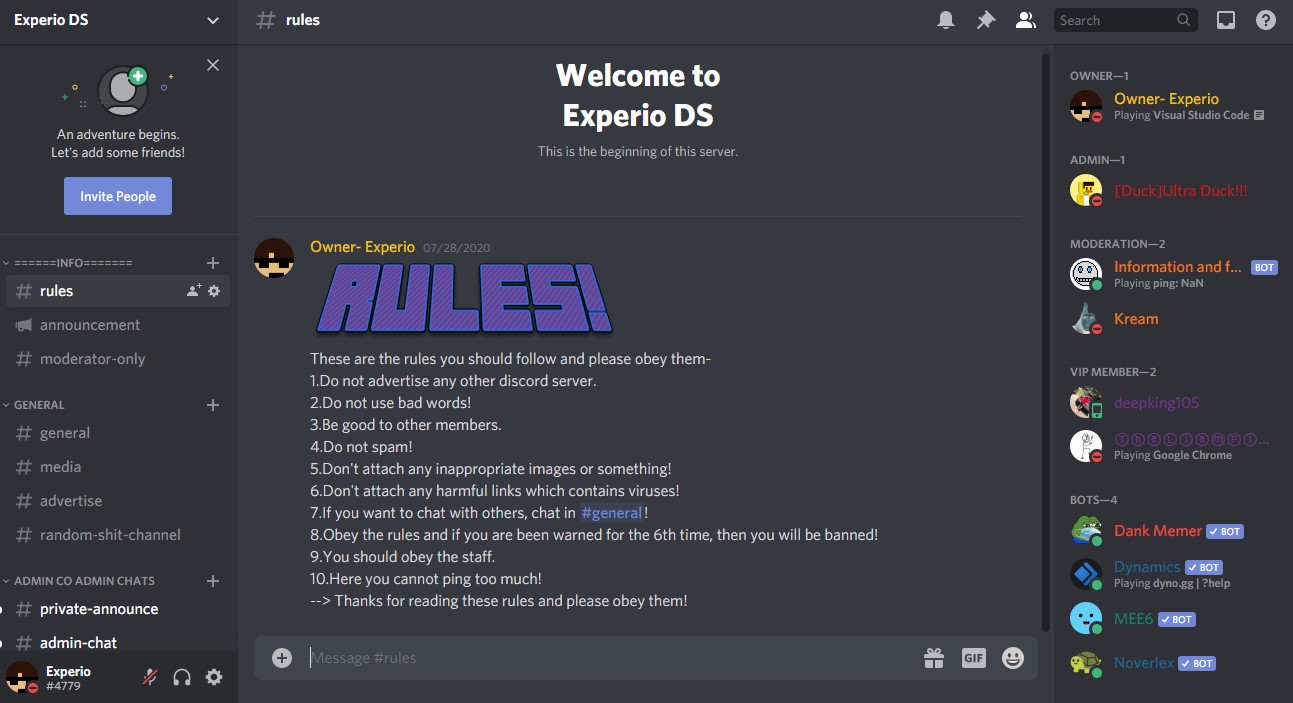 Experio DS
An adventure begins.
Let's add some friends!
Invite People
======INFO=======
# rules
announcement
# moderator-only
GENERAL
# general
# media
# advertise
# random-shit-channel
ADMIN CO ADMIN CHATS
# private-announce
# admin-chat
Experio
#4779
# rules
Search
Welcome to
Experio DS
This is the beginning of this server.
Owner- Experio 07/28/2020
RULES!
These are the rules you should follow and please obey them-
1.Do not advertise any other discord server.
2.Do not use bad words!
3.Be good to other members.
4.Do not spam!
5.Don't attach any inappropriate images or something!
6.Don't attach any harmful links which contains viruses!
7.If you want to chat with others, chat in #general!
8.Obey the rules and if you are been warned for the 6th time, then you will be banned!
9.You should obey the staff.
10.Here you cannot ping too much!
--> Thanks for reading these rules and please obey them!
Message #rules
GIF
OWNER—1
Owner- Experio
Playing Visual Studio Code
ADMIN—1
[Duck]Ultra Duck!!!
MODERATION—2
Information and f... BOT
Playing ping: NaN
Kream
VIP MEMBER—2
deepking105
Playing Google Chrome
BOTS—4
Dank Memer ✓ BOT
Dynamics ✓ BOT
Playing dyno.gg | ?help
MEE6 ✓ BOT
Noverlex ✓ BOT